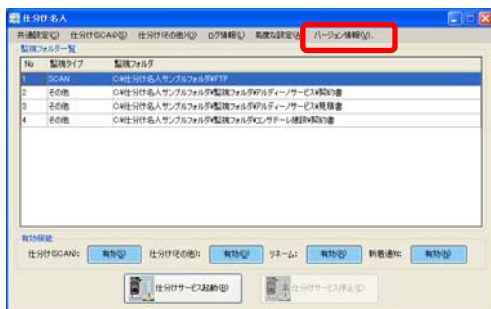 仕分け名人
共通設定(C) 仕分け(SCAN)(S) 仕分け(その他)(O) ログ情報(L) 高度な設定(A) バージョン情報(V)...
監視フォルダ一覧
No 監視タイプ 監視フォルダ
1 SCAN C:¥仕分け名人サンプルフォルダ¥FTP
2 その他 C:¥仕分け名人サンプルフォルダ¥監視フォルダ¥アルディーノサービス¥契約書
3 その他 C:¥仕分け名人サンプルフォルダ¥監視フォルダ¥アルディーノサービス¥見積書
4 その他 C:¥仕分け名人サンプルフォルダ¥監視フォルダ¥コンサドーレ建設¥契約書
有効機能
仕分け(SCAN): 有効 仕分け(その他): 有効 リネーム: 有効(R) 新着通知: 有効(N)
仕分けサービス起動(B) 仕分けサービス停止(E)